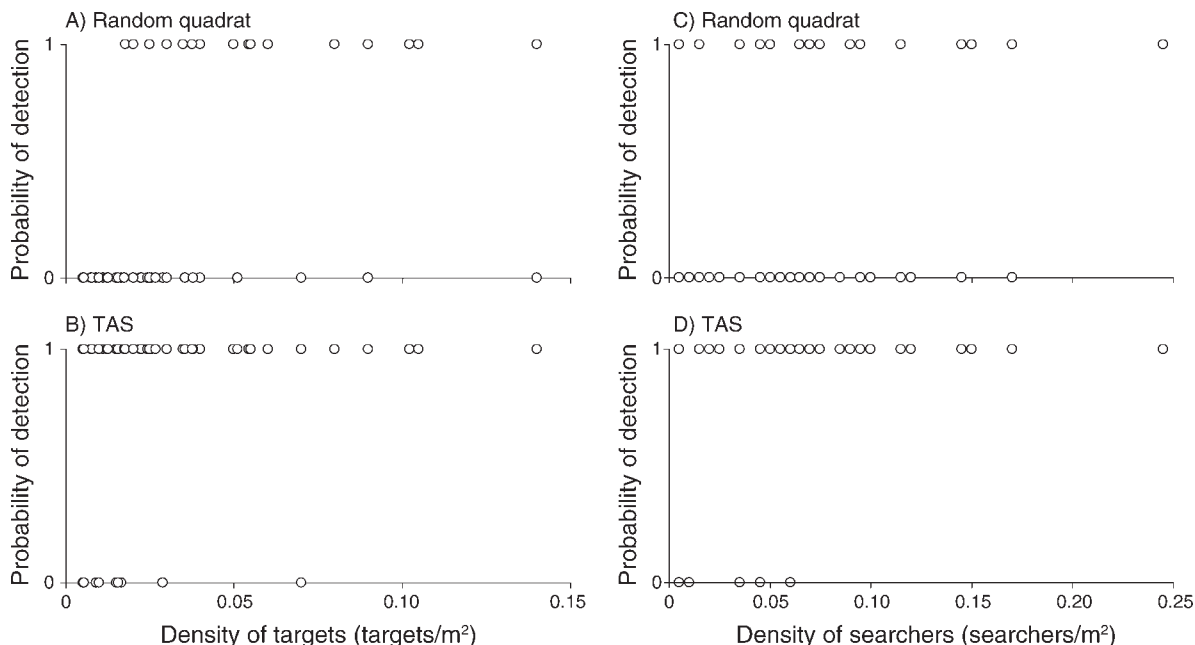 A) Random quadrat
Probability of detection
1
0
B) TAS
Probability of detection
1
0
0 0.05 0.10 0.15
Density of targets (targets/m²)
C) Random quadrat
Probability of detection
1
0
D) TAS
Probability of detection
1
0
0 0.05 0.10 0.15 0.20 0.25
Density of searchers (searchers/m²)